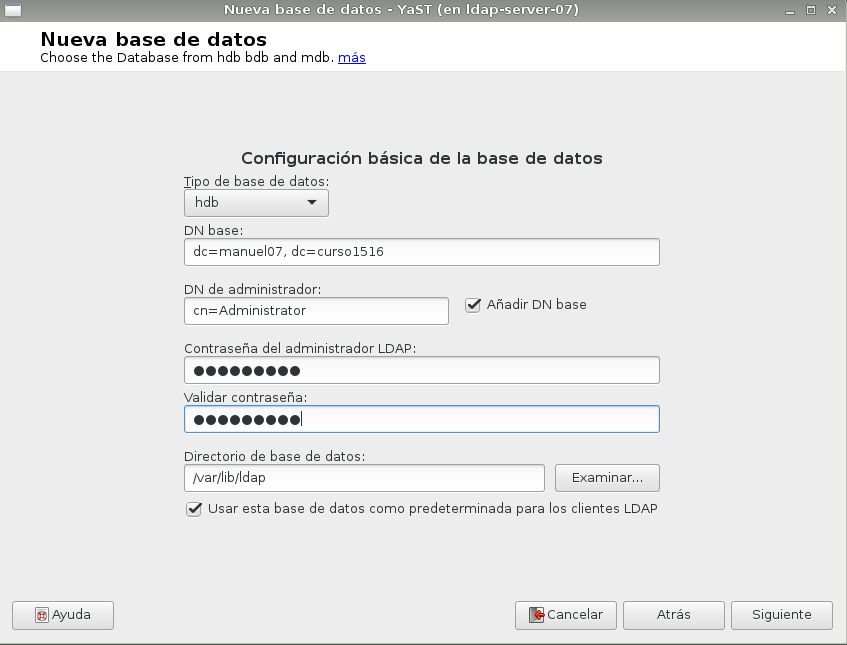 Nueva base de datos - YaST (en ldap-server-07)
Nueva base de datos
Choose the Database from hdb bdb and mdb. más
Configuración básica de la base de datos
Tipo de base de datos:
hdb
DN base:
dc=manuel07, dc=curso1516
DN de administrador:
cn=Administrator
Añadir DN base
Contraseña del administrador LDAP:
●●●●●●●●●
Validar contraseña:
●●●●●●●●●
Directorio de base de datos:
/var/lib/ldap
Examinar...
Usar esta base de datos como predeterminada para los clientes LDAP
Ayuda
Cancelar
Atrás
Siguiente